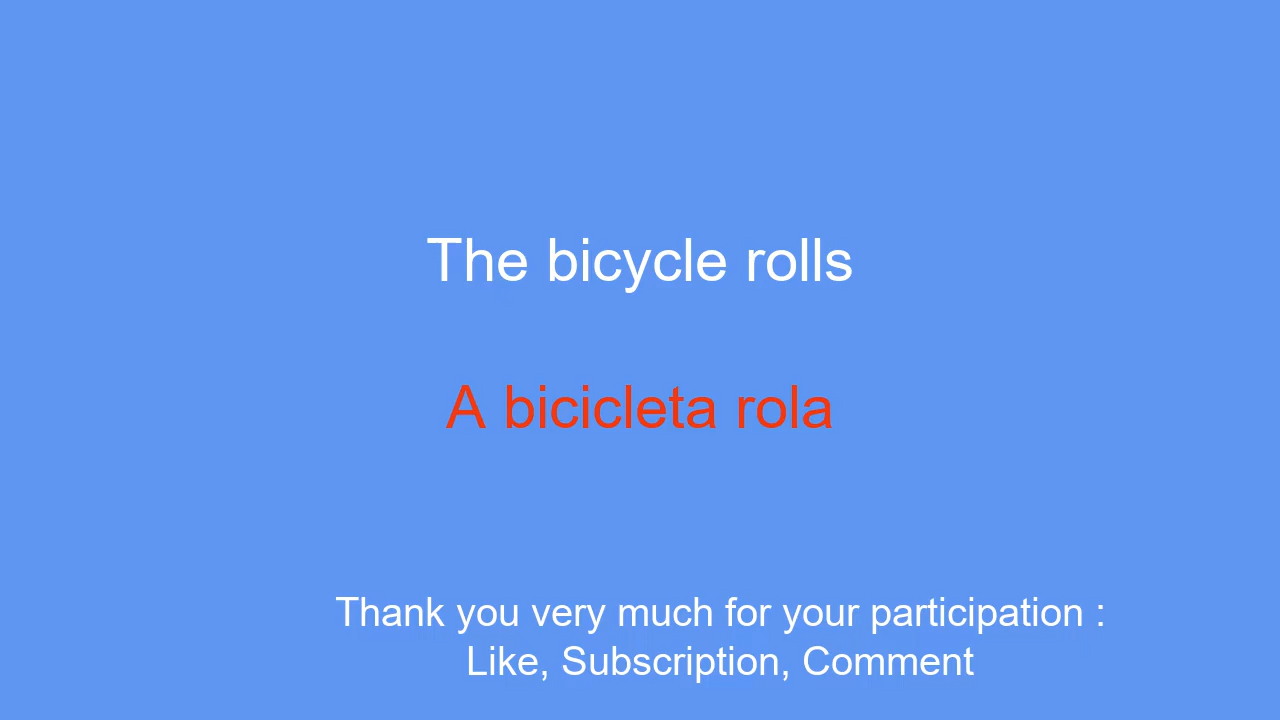 The bicycle rolls
A bicicleta rola
Thank you very much for your participation :
Like, Subscription, Comment